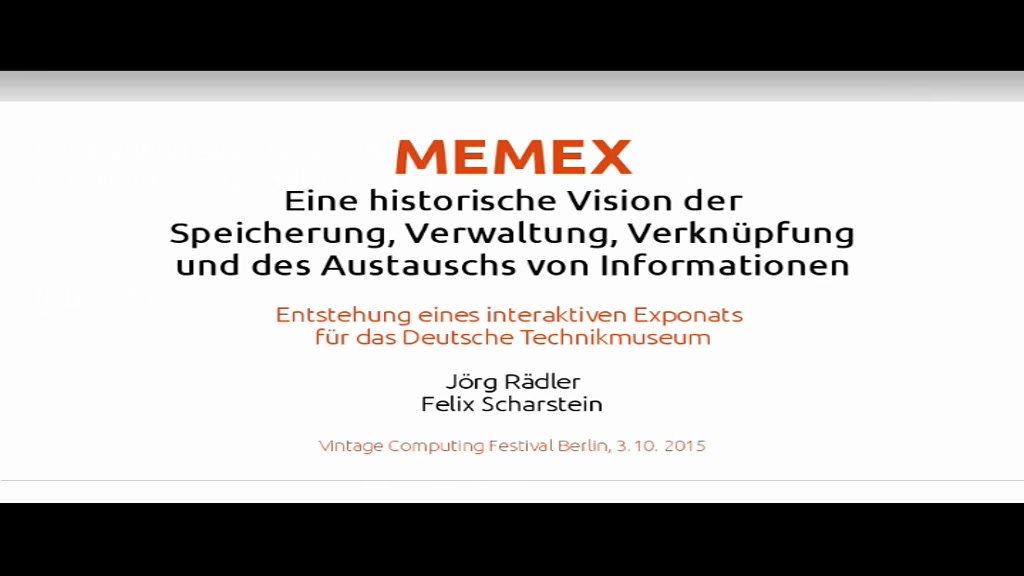 MEMEX
Eine historische Vision der
Speicherung, Verwaltung, Verknüpfung
und des Austauschs von Informationen
Entstehung eines interaktiven Exponats
für das Deutsche Technikmuseum
Jörg Rädler
Felix Scharstein
Vintage Computing Festival Berlin, 3.10. 2015